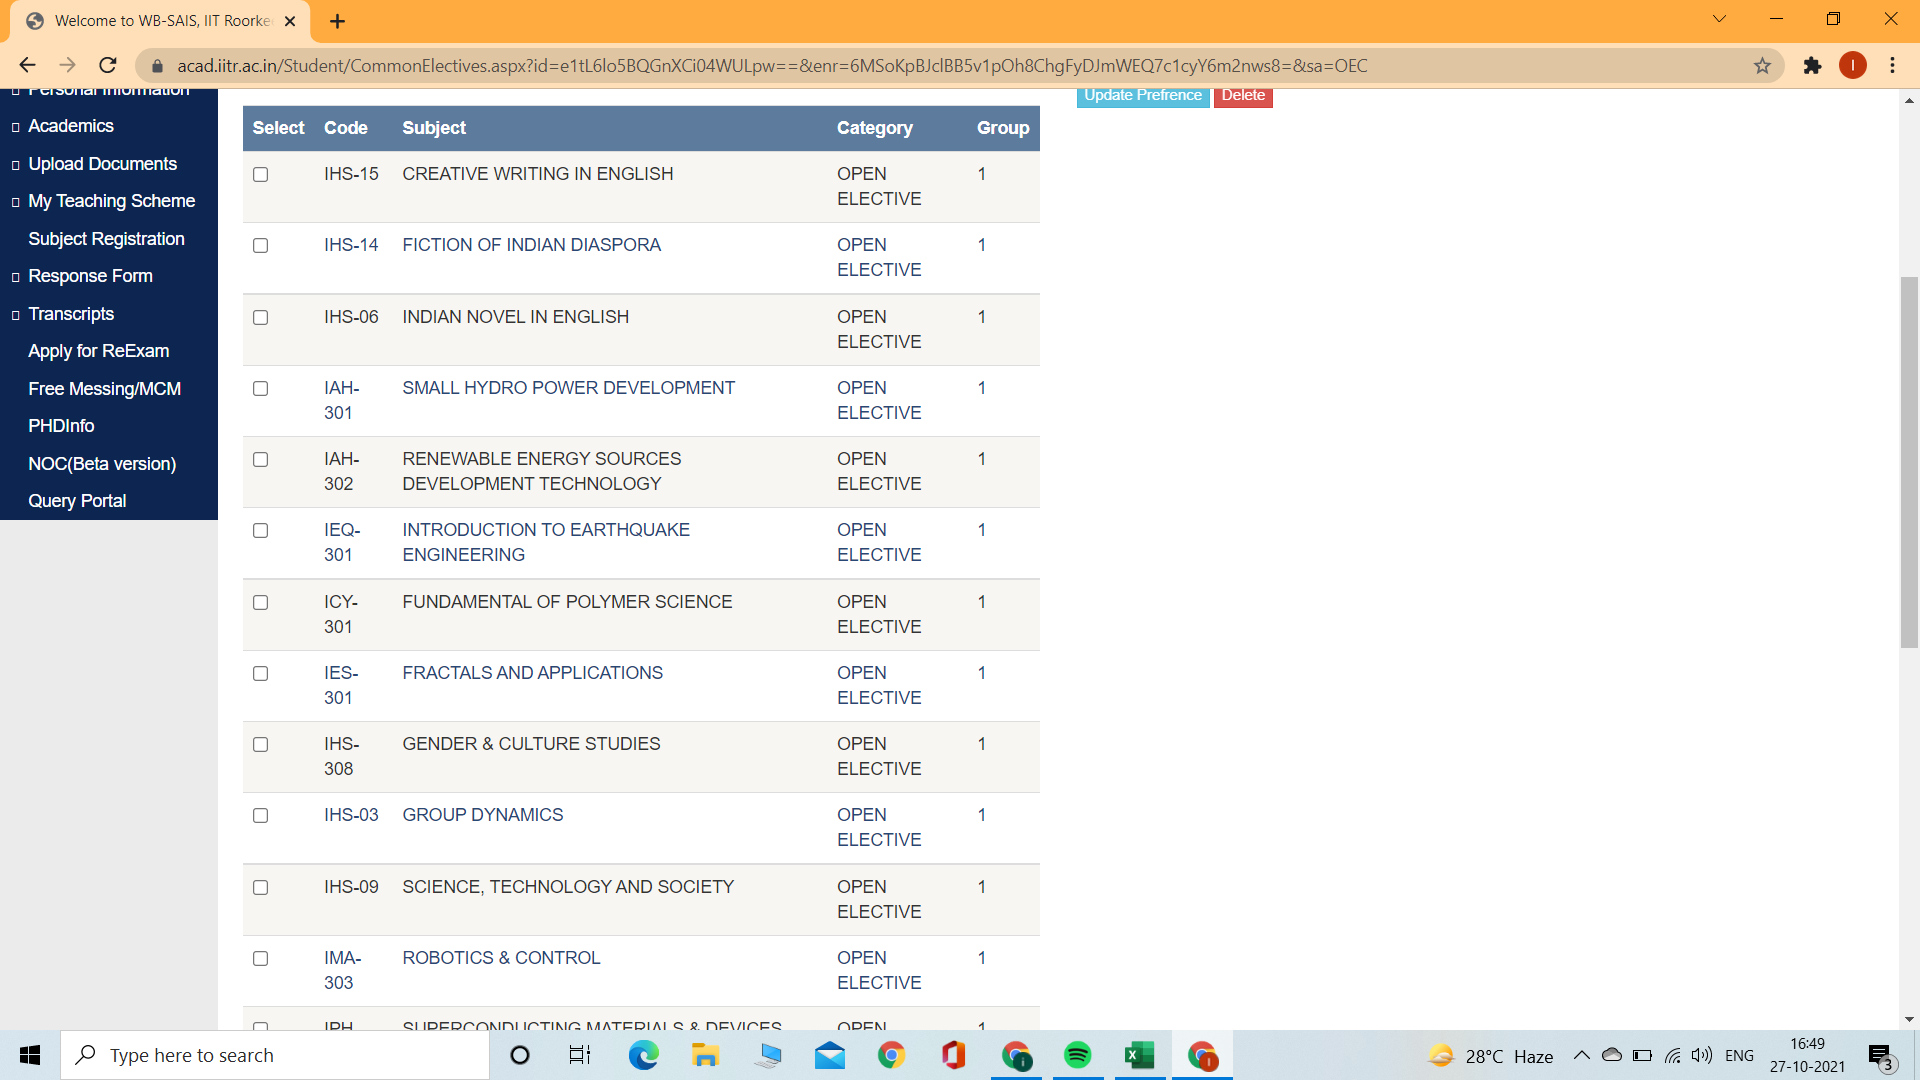 Welcome to WB-SAIS, IIT Roorke
acad.iitr.ac.in/Student/CommonElectives.aspx?id=e1tL6lo5BQGnXCi04WULpw==&enr=6MSoKpBJclBB5v1pOh8ChgFyDJmWEQ7c1cyY6m2nws8=&sa=OEC
I
Personal Information
Academics
Upload Documents
My Teaching Scheme
Subject Registration
Response Form
Transcripts
Apply for ReExam
Free Messing/MCM
PHDInfo
NOC(Beta version)
Query Portal
Update Prefrence Delete
Select Code Subject Category Group
IHS-15 CREATIVE WRITING IN ENGLISH OPEN 1
ELECTIVE
IHS-14 FICTION OF INDIAN DIASPORA OPEN 1
ELECTIVE
IHS-06 INDIAN NOVEL IN ENGLISH OPEN 1
ELECTIVE
IAH- SMALL HYDRO POWER DEVELOPMENT OPEN 1
301 ELECTIVE
IAH- RENEWABLE ENERGY SOURCES OPEN 1
302 DEVELOPMENT TECHNOLOGY ELECTIVE
IEQ- INTRODUCTION TO EARTHQUAKE OPEN 1
301 ENGINEERING ELECTIVE
ICY- FUNDAMENTAL OF POLYMER SCIENCE OPEN 1
301 ELECTIVE
IES- FRACTALS AND APPLICATIONS OPEN 1
301 ELECTIVE
IHS- GENDER & CULTURE STUDIES OPEN 1
308 ELECTIVE
IHS-03 GROUP DYNAMICS OPEN 1
ELECTIVE
IHS-09 SCIENCE, TECHNOLOGY AND SOCIETY OPEN 1
ELECTIVE
IMA- ROBOTICS & CONTROL OPEN 1
303 ELECTIVE
IPH SUPERCONDUCTING MATERIALS & DEVICES OPEN 1
Type here to search
28°C Haze
ENG
16:49
27-10-2021
3